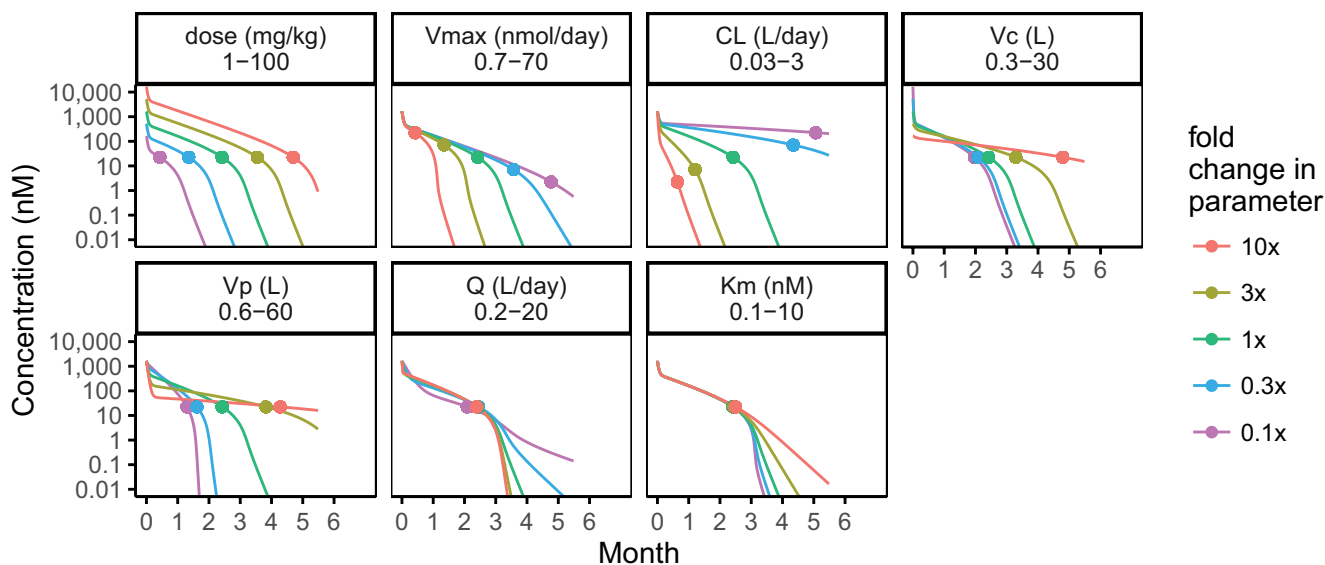 dose (mg/kg)
1−100
Vmax (nmol/day)
0.7−70
CL (L/day)
0.03−3
Vc (L)
0.3−30
10,000
1,000
100
10
1
0.1
0.01
0 1 2 3 4 5 6
Vp (L)
0.6−60
Q (L/day)
0.2−20
Km (nM)
0.1−10
10,000
1,000
100
10
1
0.1
0.01
0 1 2 3 4 5 6
0 1 2 3 4 5 6
0 1 2 3 4 5 6
Month
Concentration (nM)
fold
change in
parameter
10x
3x
1x
0.3x
0.1x